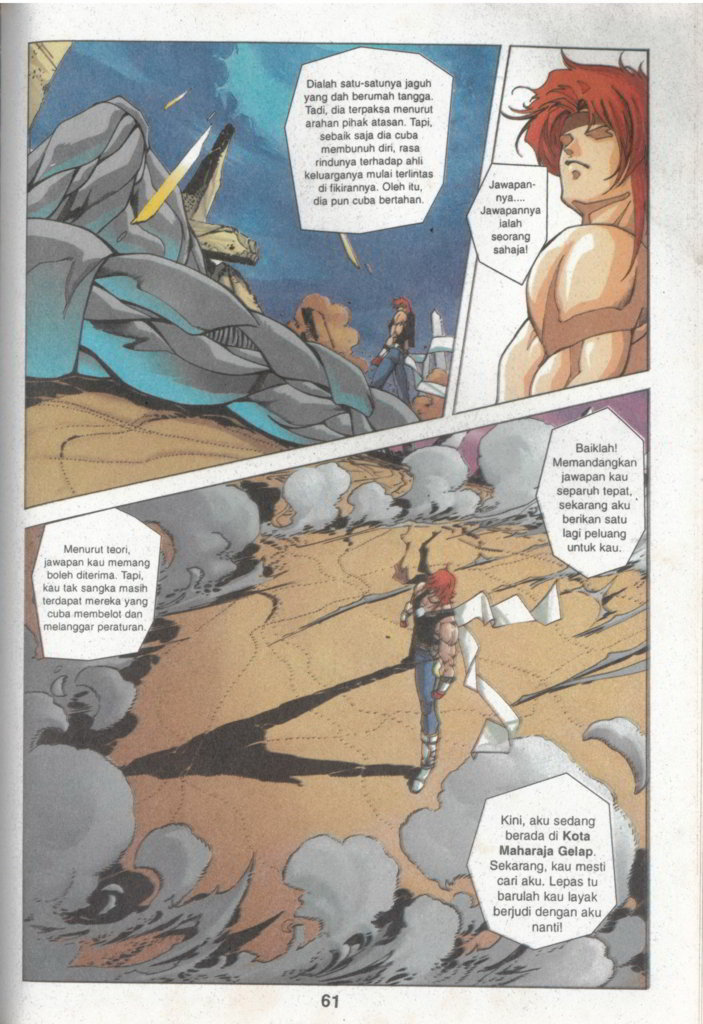 Dialah satu-satunya jaguh
yang dah berumah tangga.
Tadi, dia terpaksa menurut
arahan pihak atasan. Tapi,
sebaik saja dia cuba
membunuh diri, rasa
rindunya terhadap ahli
keluarganya mulai terlintas
di fikirannya. Oleh itu,
dia pun cuba bertahan.
Jawapan-
nya....
Jawapannya
ialah
seorang
sahaja!
Baiklah!
Memandangkan
jawapan kau
separuh tepat,
sekarang aku
berikan satu
lagi peluang
untuk kau.
Menurut teori,
jawapan kau memang
boleh diterima. Tapi,
kau tak sangka masih
terdapat mereka yang
cuba membelot dan
melanggar peraturan.
Kini, aku sedang
berada di Kota
Maharaja Gelap.
Sekarang, kau mesti
cari aku. Lepas tu
barulah kau layak
berjudi dengan aku
nanti!
61